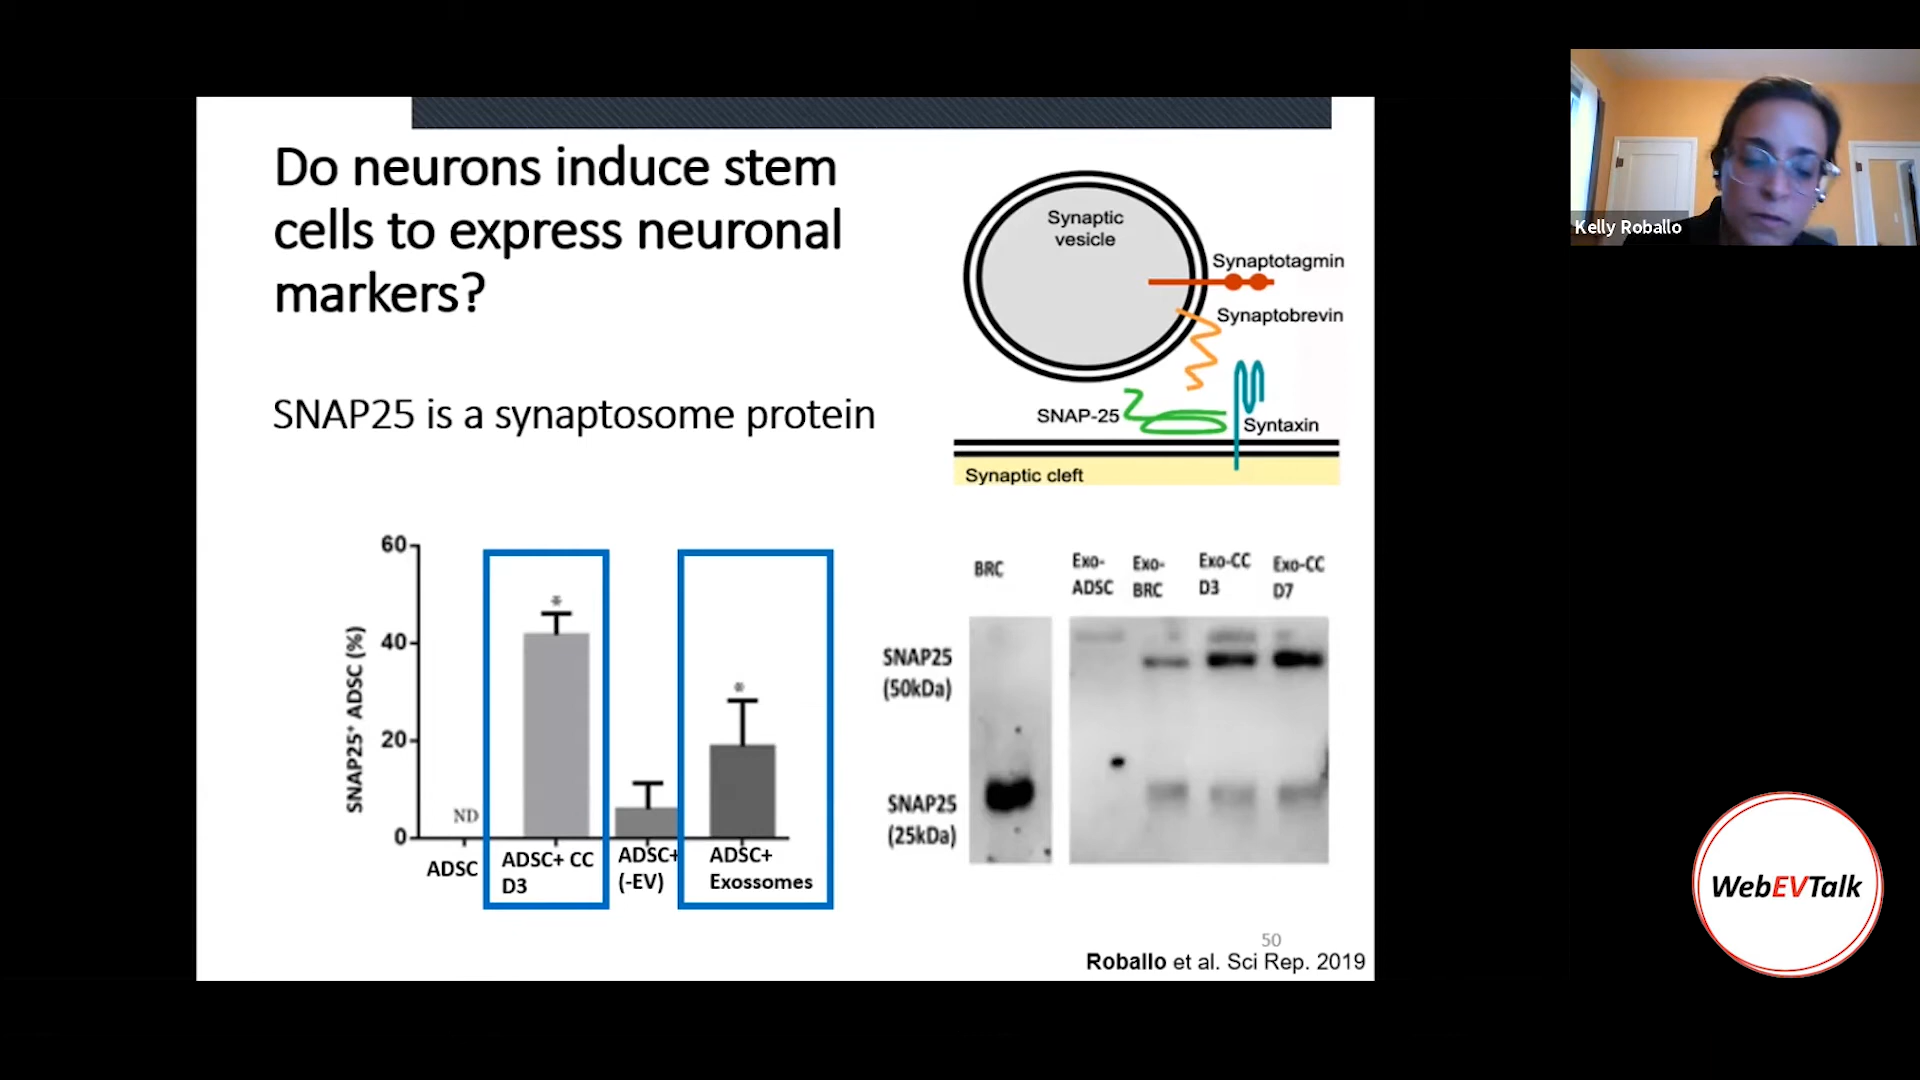 Do neurons induce stem
cells to express neuronal
markers?
SNAP25 is a synaptosome protein
Synaptic
vesicle
Synaptotagmin
Synaptobrevin
SNAP-25
Syntaxin
Synaptic cleft
SNAP25⁺ ADSC (%)
60
40
20
0
*
*
ND
ADSC
ADSC+ CC
D3
ADSC+
(-EV)
ADSC+
Exossomes
BRC
Exo-
ADSC
Exo-
BRC
Exo-CC
D3
Exo-CC
D7
SNAP25
(50kDa)
SNAP25
(25kDa)
50
Roballo et al. Sci Rep. 2019
Kelly Roballo
WebEVTalk